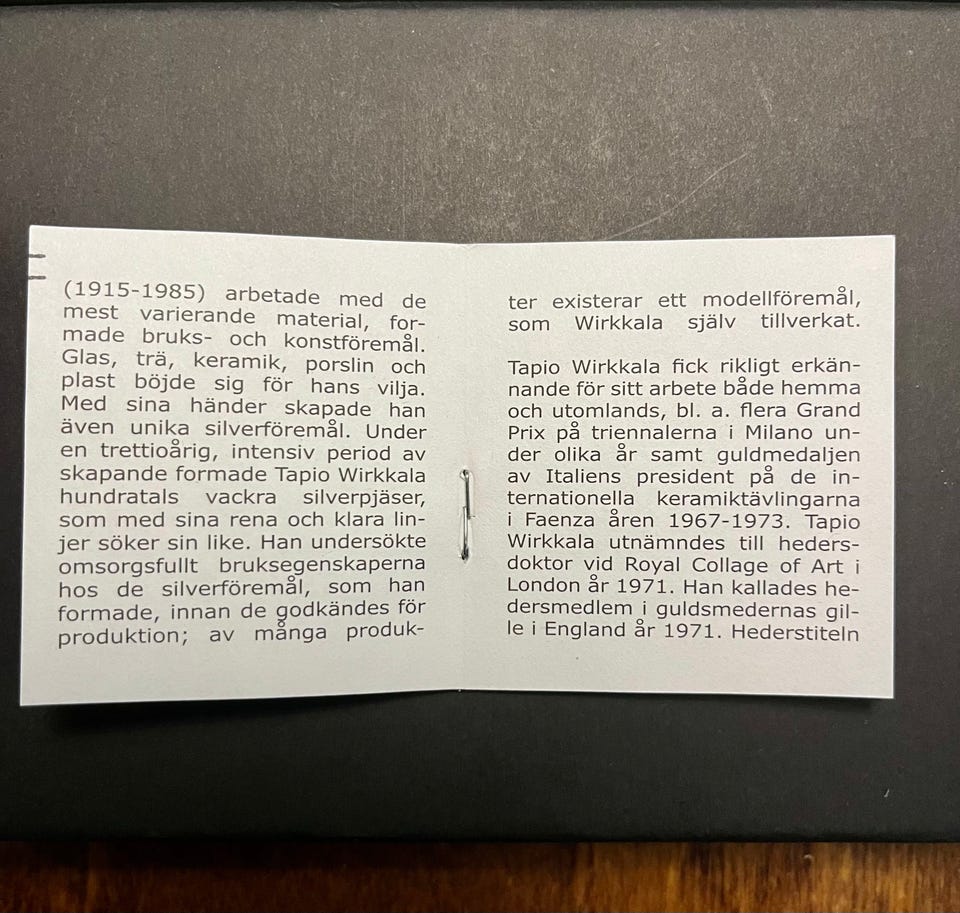 (1915-1985) arbetade med de
mest varierande material, for-
made bruks- och konstföremål.
Glas, trä, keramik, porslin och
plast böjde sig för hans vilja.
Med sina händer skapade han
även unika silverföremål. Under
en trettioårig, intensiv period av
skapande formade Tapio Wirkkala
hundratals vackra silverpjäser,
som med sina rena och klara lin-
jer söker sin like. Han undersökte
omsorgsfullt bruksegenskaperna
hos de silverföremål, som han
formade, innan de godkändes för
produktion; av många produk-
ter existerar ett modellföremål,
som Wirkkala själv tillverkat.
Tapio Wirkkala fick rikligt erkän-
nande för sitt arbete både hemma
och utomlands, bl. a. flera Grand
Prix på triennalerna i Milano un-
der olika år samt guldmedaljen
av Italiens president på de in-
ternationella keramiktävlingarna
i Faenza åren 1967-1973. Tapio
Wirkkala utnämndes till heders-
doktor vid Royal Collage of Art i
London år 1971. Han kallades he-
dersmedlem i guldsmedernas gil-
le i England år 1971. Hederstiteln